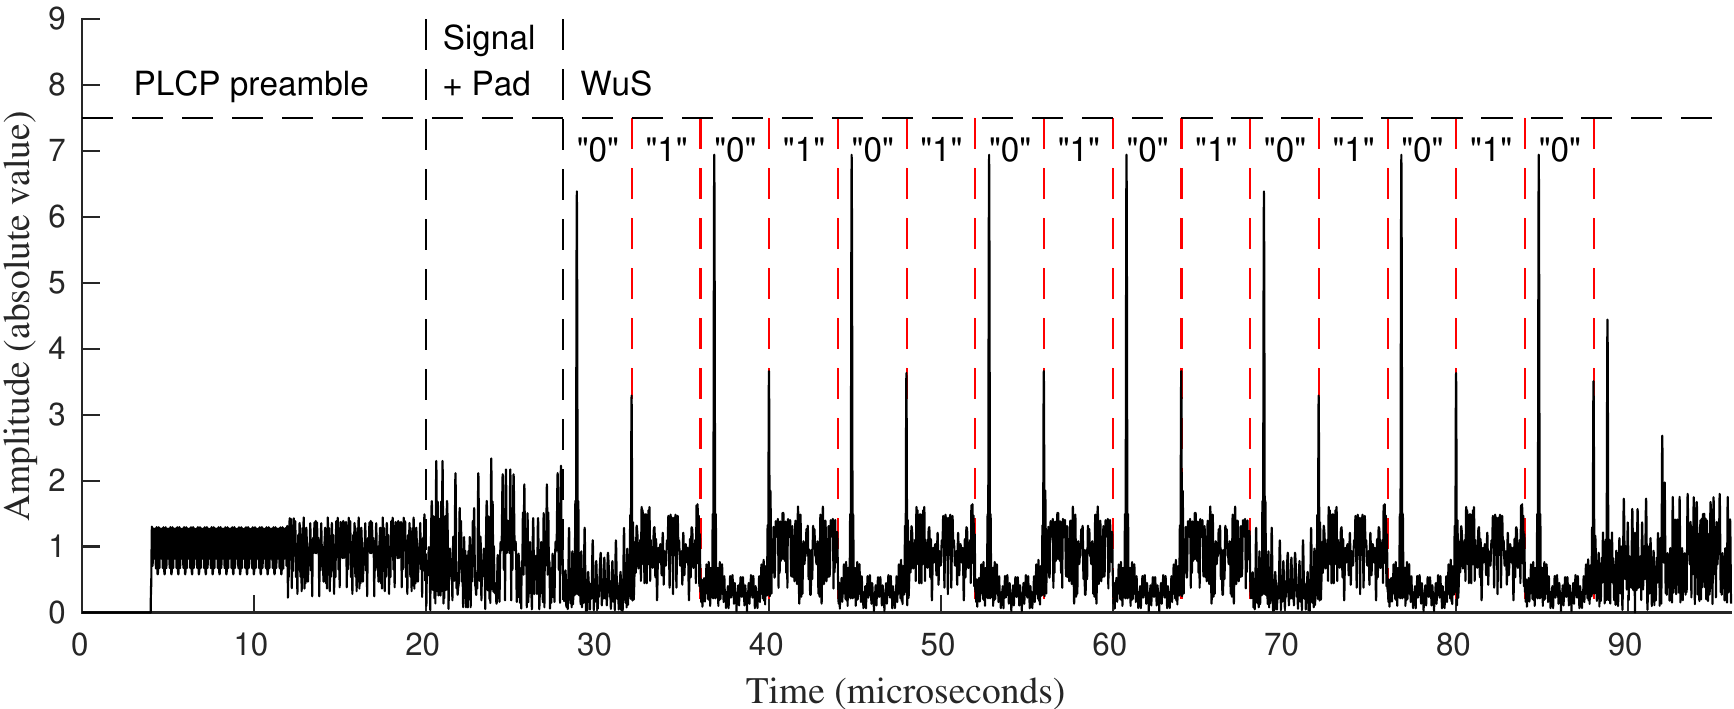 9
8
7
6
5
4
3
2
1
0
Amplitude (absolute value)
Signal
PLCP preamble + Pad WuS
"0" "1" "0" "1" "0" "1" "0" "1" "0" "1" "0" "1" "0" "1" "0"
0 10 20 30 40 50 60 70 80 90
Time (microseconds)